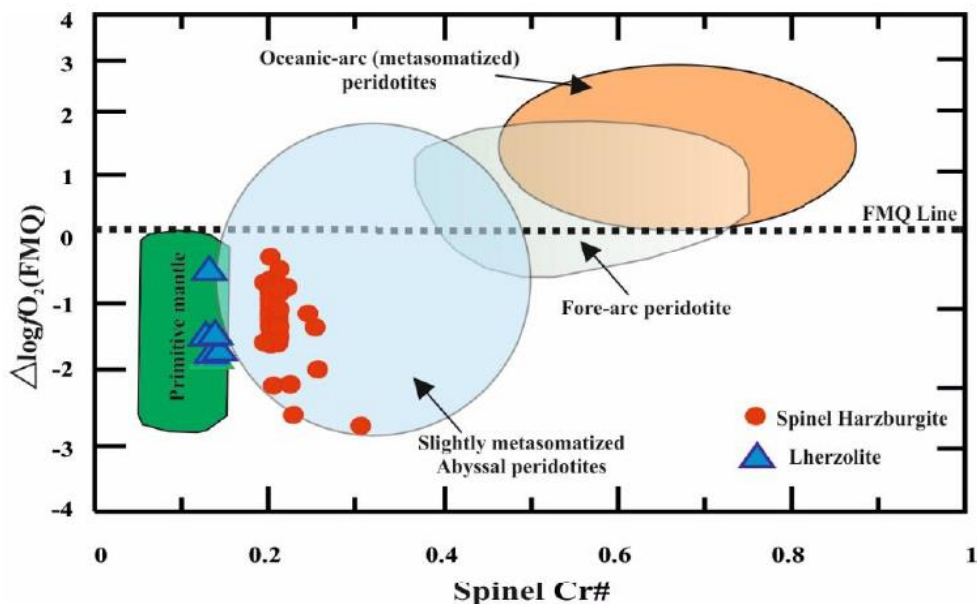 4
3
2
1
0
-1
-2
-3
-4
△logfO₂(FMQ)
Oceanic-arc (metasomatized)
peridotites
FMQ Line
Primitive mantle
Fore-arc peridotite
Slightly metasomatized
Abyssal peridotites
Spinel Harzburgite
Lherzolite
0 0.2 0.4 0.6 0.8 1
Spinel Cr#